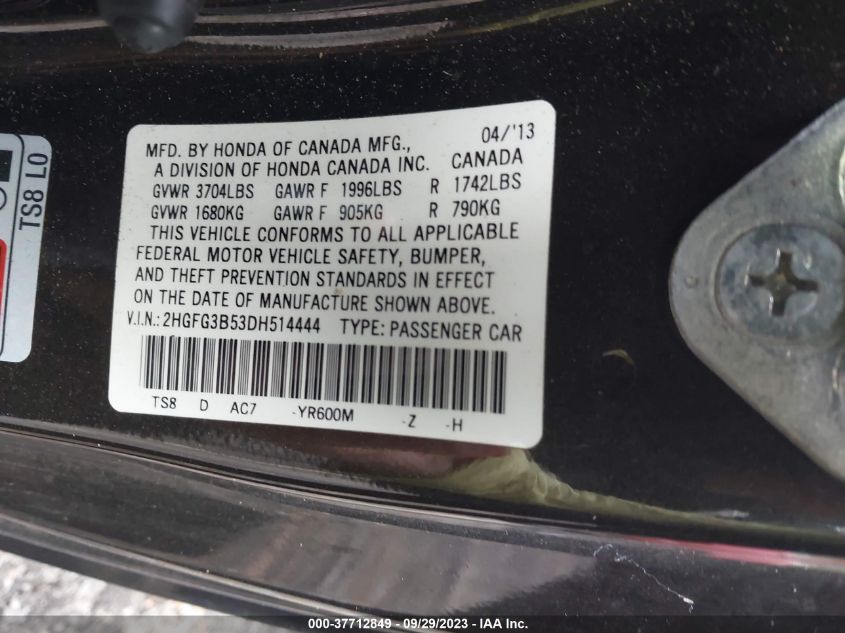 04/'13
MFD. BY HONDA OF CANADA MFG.,
A DIVISION OF HONDA CANADA INC. CANADA
GVWR 3704LBS GAWR F 1996LBS R 1742LBS
GVWR 1680KG GAWR F 905KG R 790KG
THIS VEHICLE CONFORMS TO ALL APPLICABLE
FEDERAL MOTOR VEHICLE SAFETY, BUMPER,
AND THEFT PREVENTION STANDARDS IN EFFECT
ON THE DATE OF MANUFACTURE SHOWN ABOVE.
V.I.N.: 2HGFG3B53DH514444 TYPE: PASSENGER CAR
TS8 D AC7 -YR600M -Z -H
TS8 L0
000-37712849 - 09/29/2023 - IAA Inc.